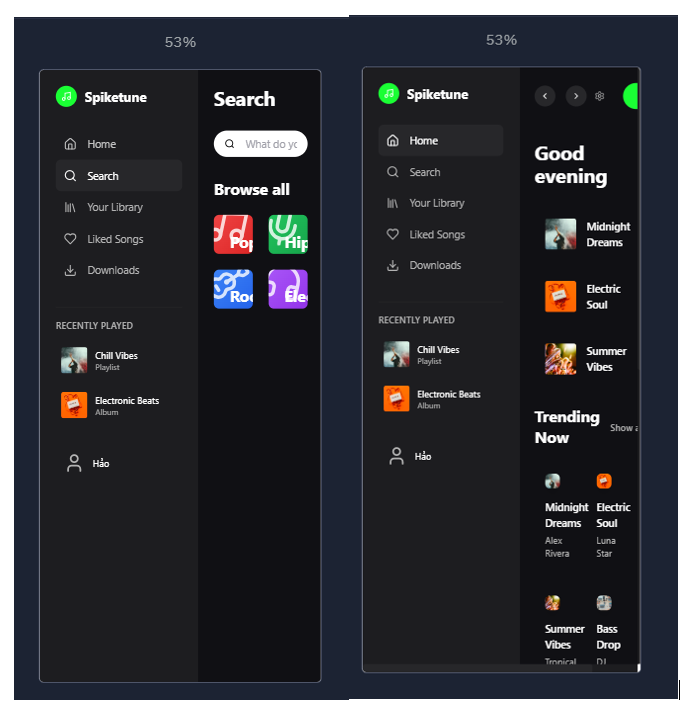 53%
Spiketune
Home
Search
Your Library
Liked Songs
Downloads
RECENTLY PLAYED
Chill Vibes
Playlist
Electronic Beats
Album
Hảo
Search
What do yo
Browse all
Pop
Hip
Roc
Elec
53%
Spiketune
Home
Search
Your Library
Liked Songs
Downloads
RECENTLY PLAYED
Chill Vibes
Playlist
Electronic Beats
Album
Hảo
Good
evening
Midnight
Dreams
Electric
Soul
Summer
Vibes
Trending
Now
Show a
Midnight
Dreams
Alex
Rivera
Electric
Soul
Luna
Star
Summer
Vibes
Tropical
Bass
Drop
DJ